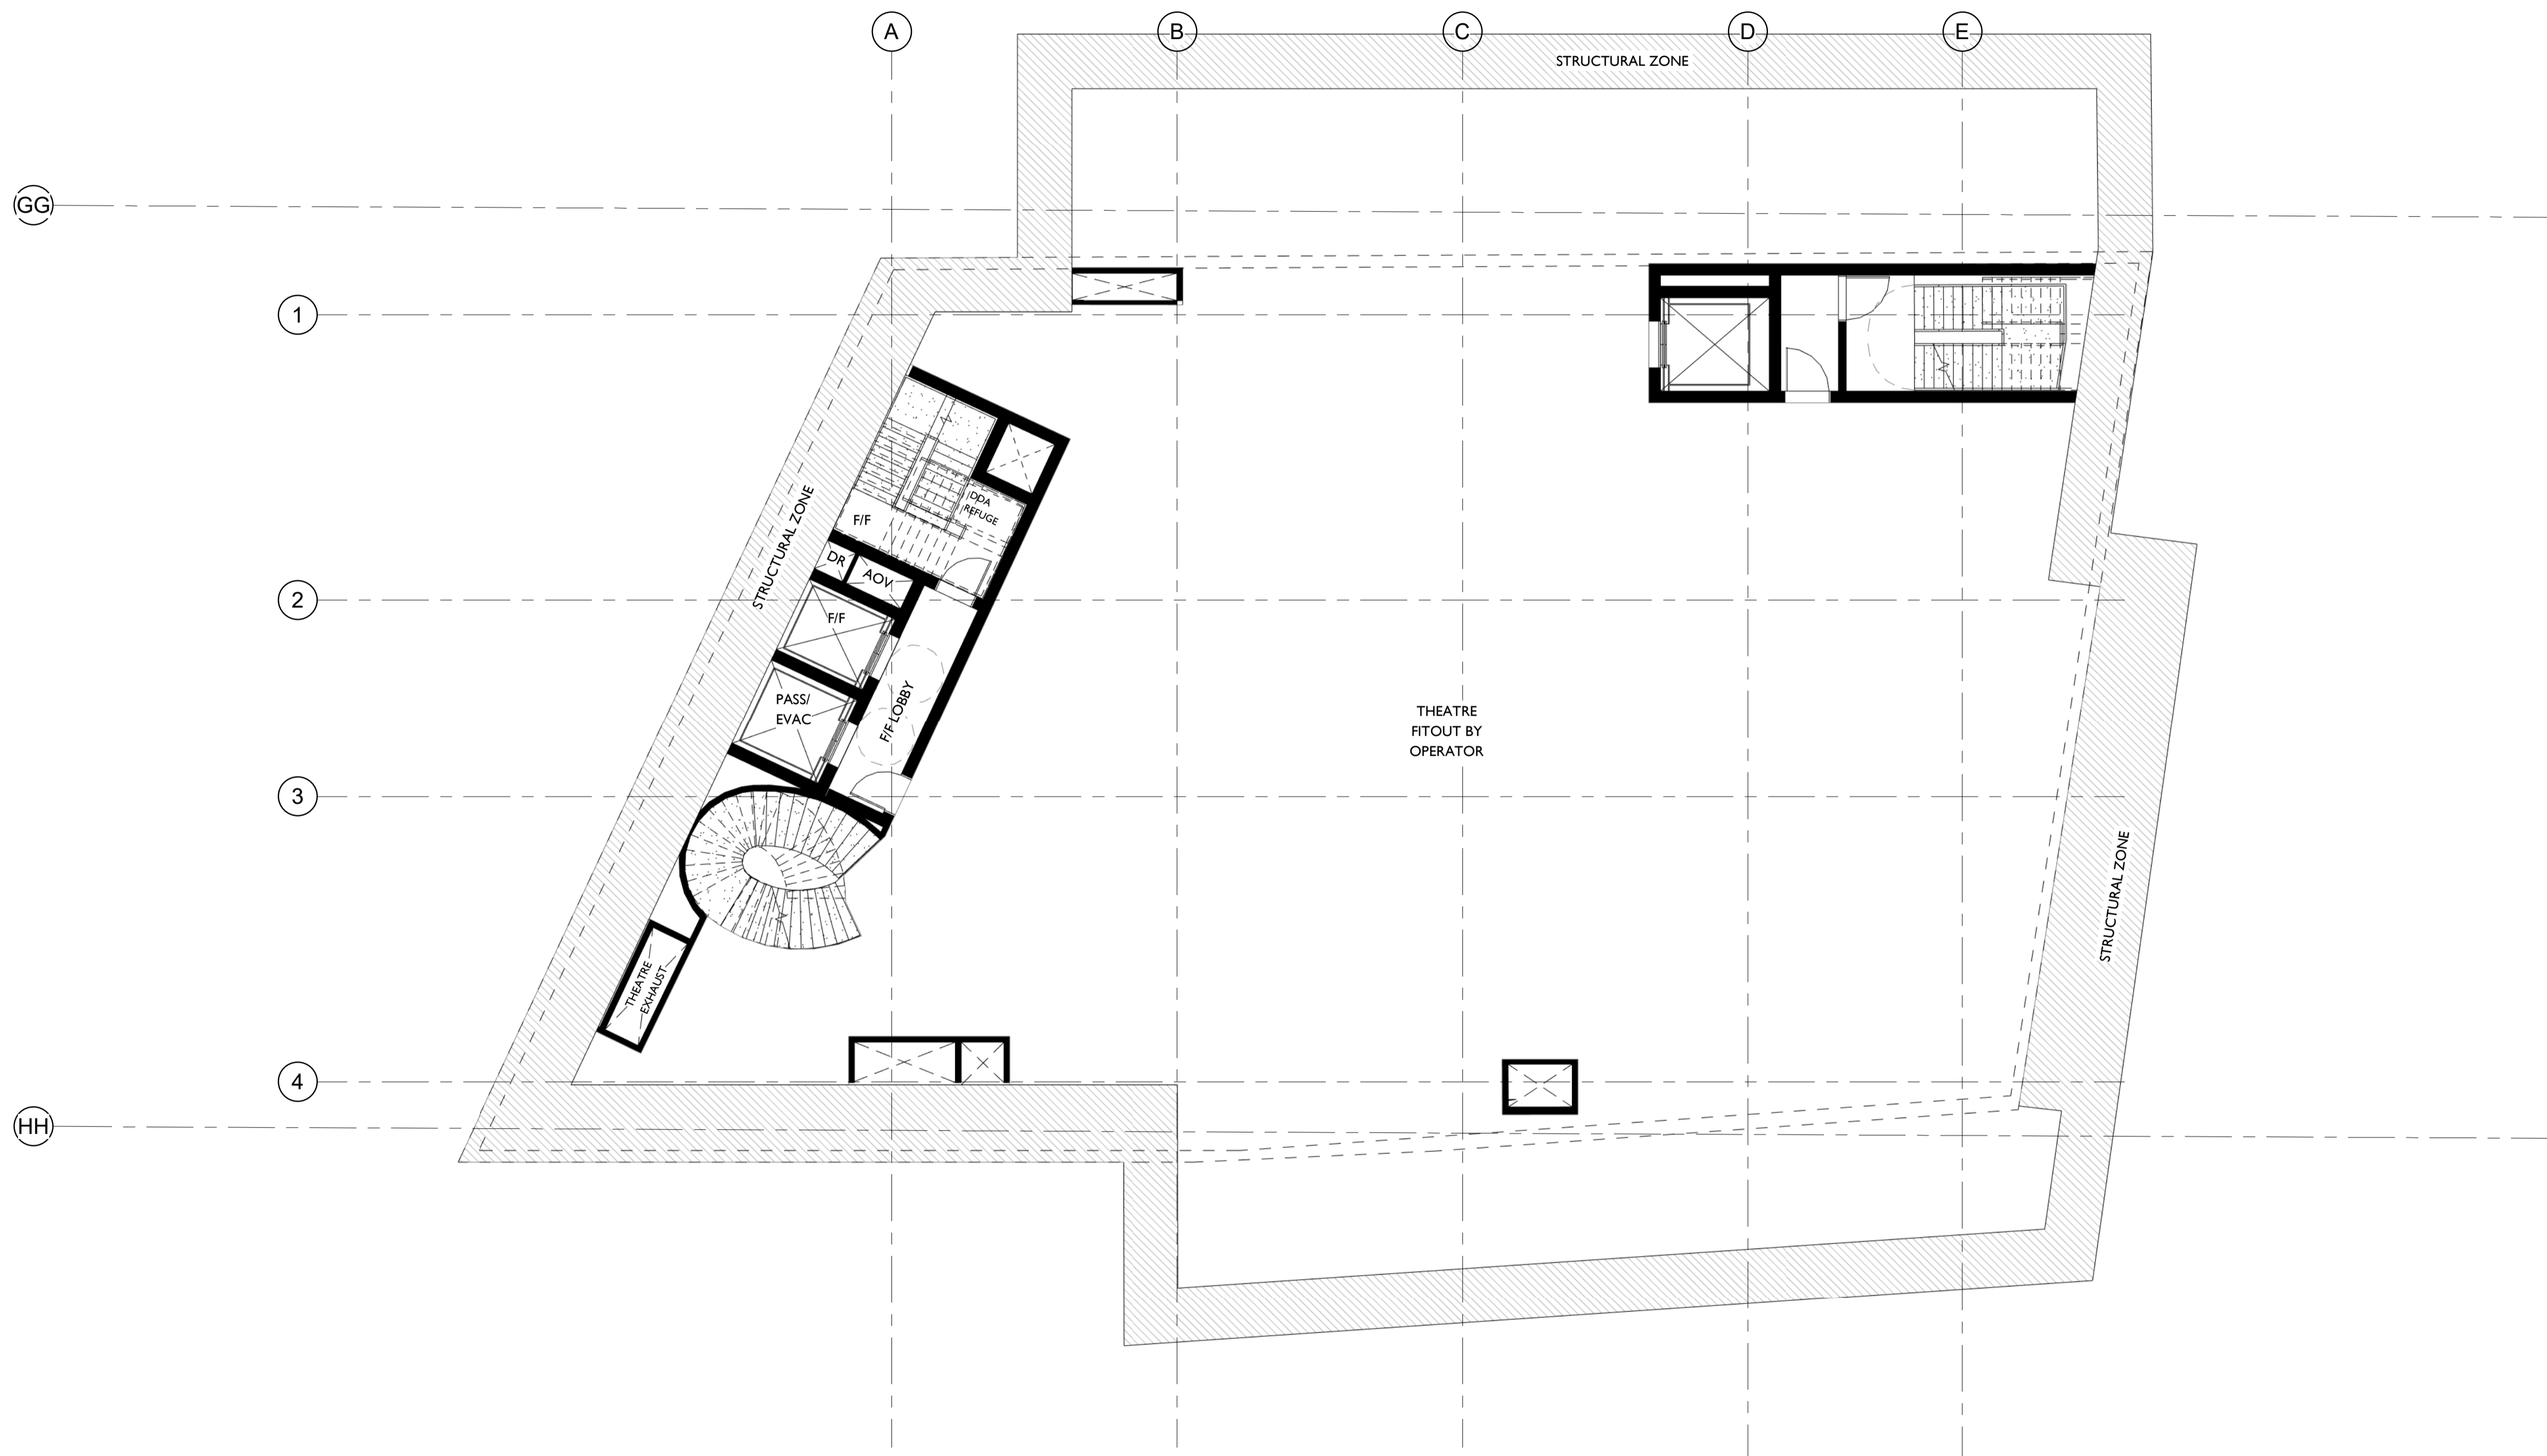 A
B
C
D
E
STRUCTURAL ZONE
GG
1
STRUCTURAL ZONE
DDA
REFUGE
F/F
DR
AOV
2
F/F
PASS/
EVAC
F/F LOBBY
THEATRE
FITOUT BY
OPERATOR
3
STRUCTURAL ZONE
THEATRE
EXHAUST
4
HH